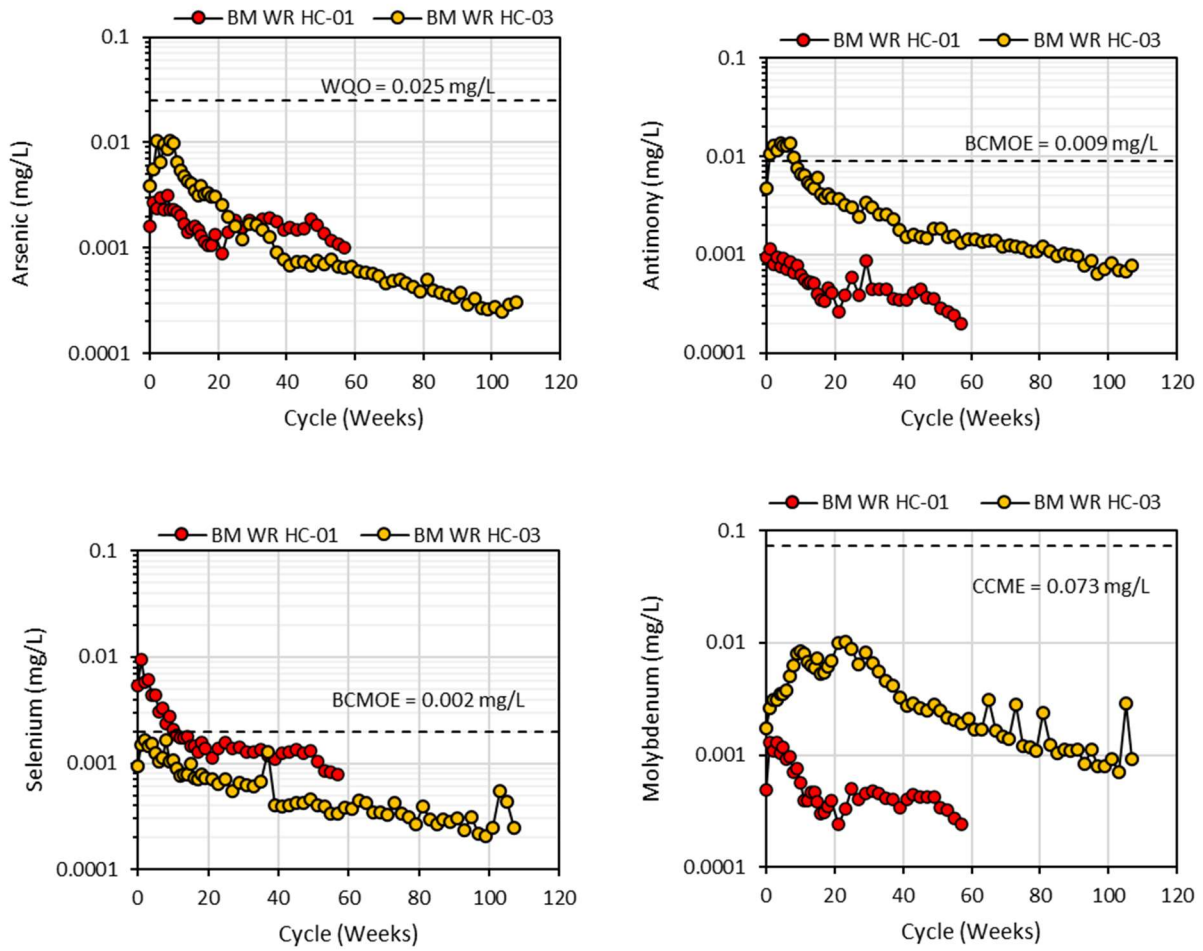 BM WR HC-01 BM WR HC-03
0.1
WQO = 0.025 mg/L
0.01
0.001
0.0001
Arsenic (mg/L)
0 20 40 60 80 100 120
Cycle (Weeks)
BM WR HC-01 BM WR HC-03
0.1
BCMOE = 0.009 mg/L
0.01
0.001
0.0001
Antimony (mg/L)
0 20 40 60 80 100 120
Cycle (Weeks)
BM WR HC-01 BM WR HC-03
0.1
0.01
BCMOE = 0.002 mg/L
0.001
0.0001
Selenium (mg/L)
0 20 40 60 80 100 120
Cycle (Weeks)
BM WR HC-01 BM WR HC-03
0.1
CCME = 0.073 mg/L
0.01
0.001
0.0001
Molybdenum (mg/L)
0 20 40 60 80 100 120
Cycle (Weeks)